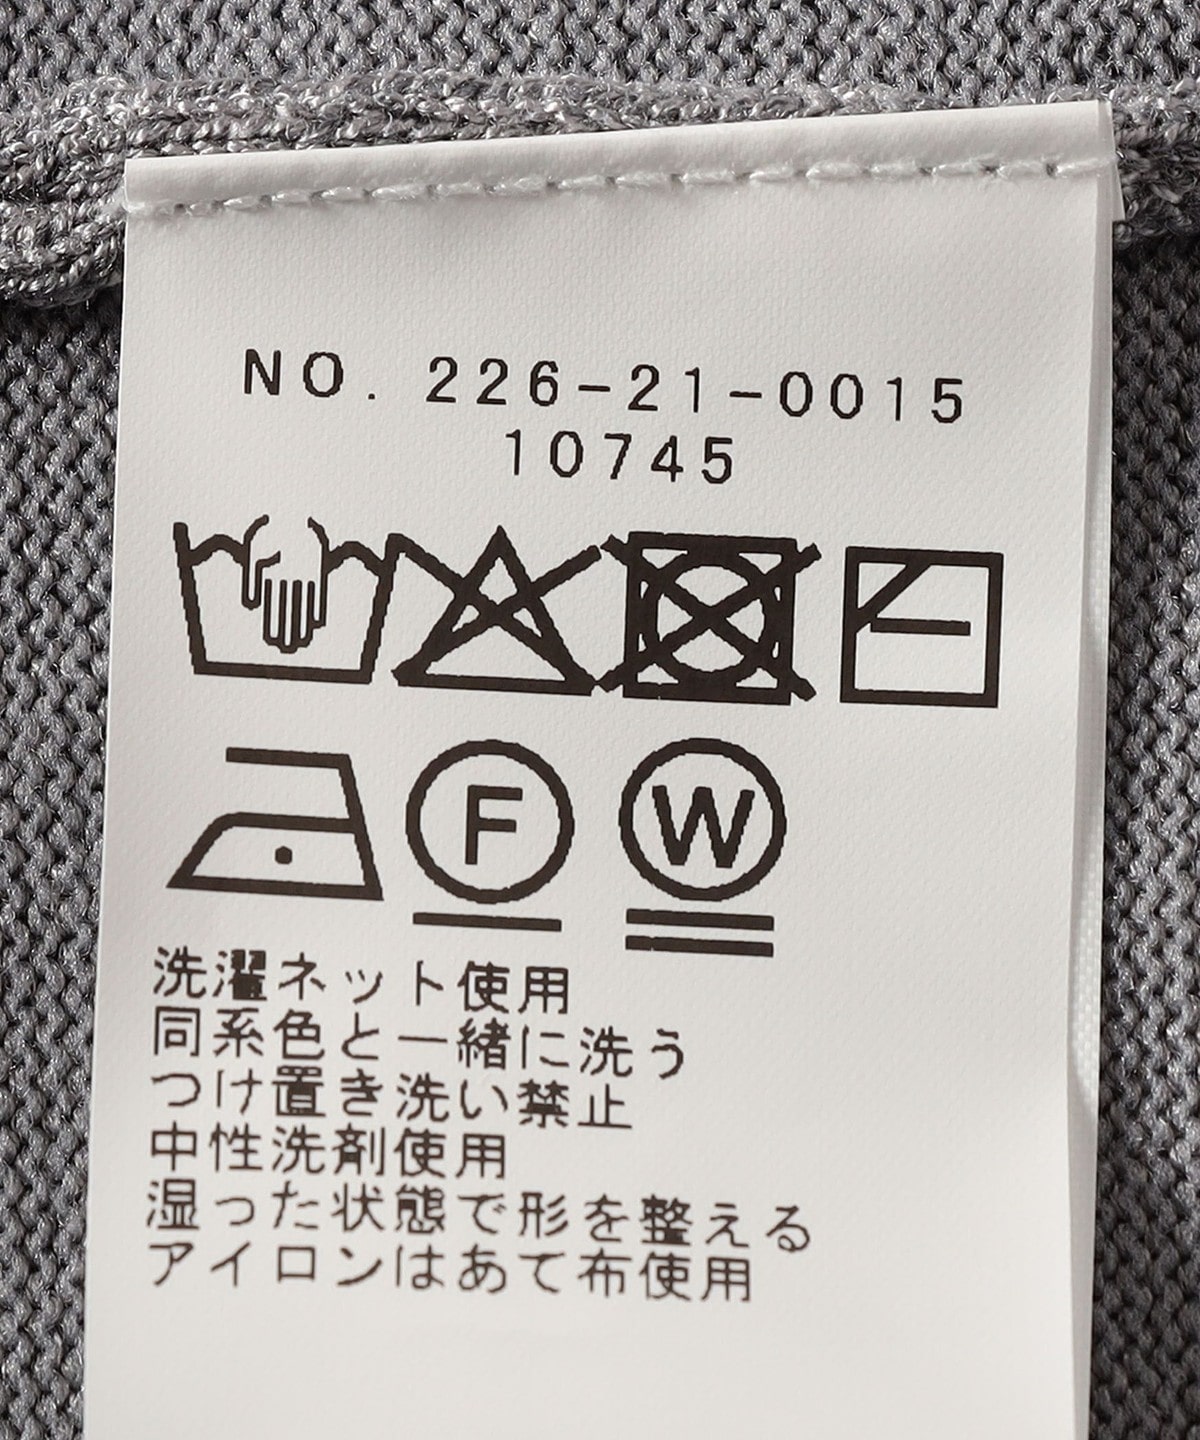 NO. 226-21-0015
10745
F
W
洗濯ネット使用
同系色と一緒に洗う
つけ置き洗い禁止
中性洗剤使用
湿った状態で形を整える
アイロンはあて布使用